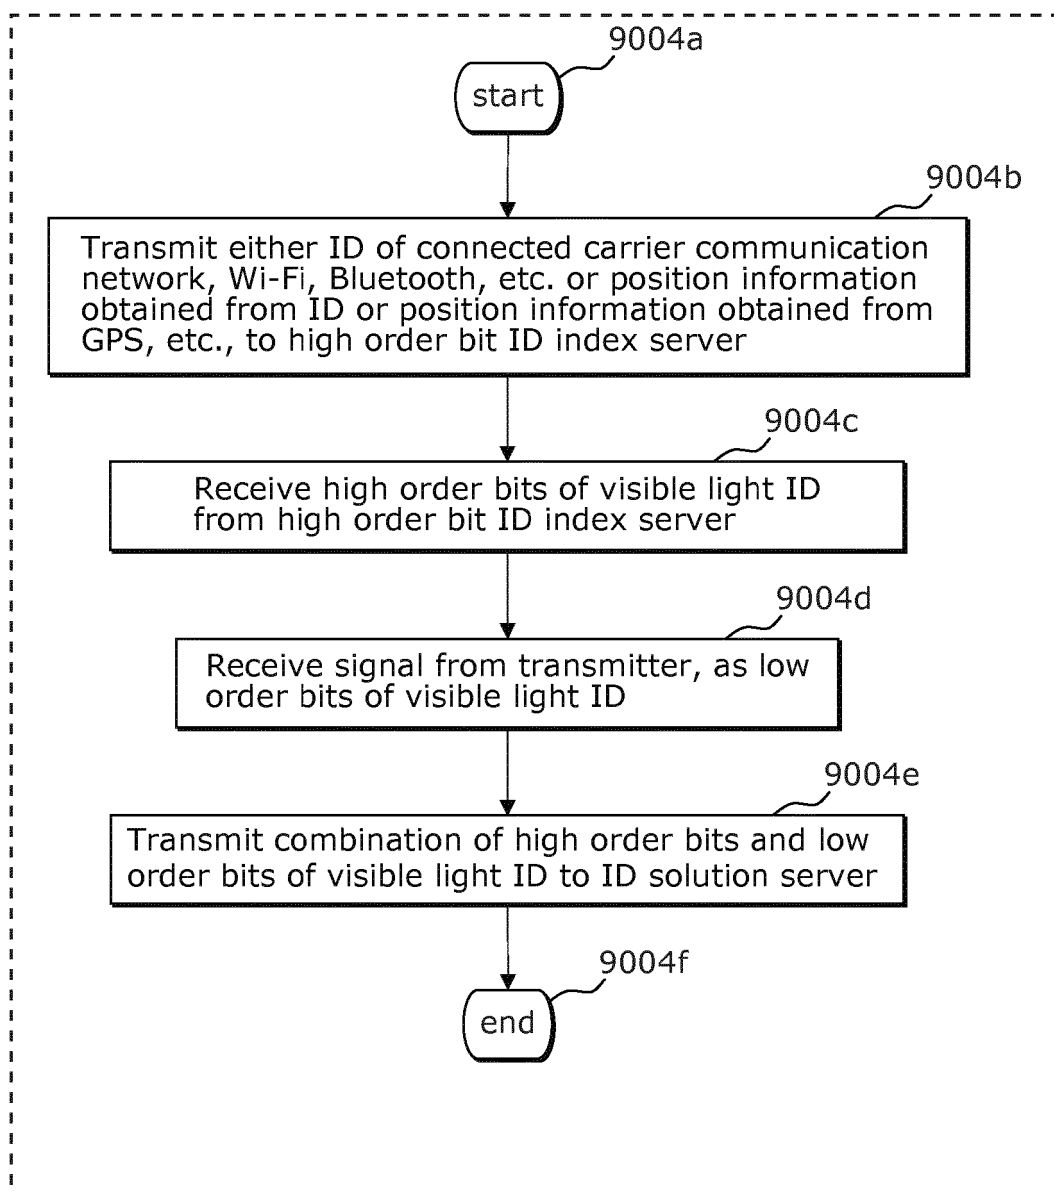 9004a
start
9004b
Transmit either ID of connected carrier communication
network, Wi-Fi, Bluetooth, etc. or position information
obtained from ID or position information obtained from
GPS, etc., to high order bit ID index server
9004c
Receive high order bits of visible light ID
from high order bit ID index server
9004d
Receive signal from transmitter, as low
order bits of visible light ID
9004e
Transmit combination of high order bits and low
order bits of visible light ID to ID solution server
9004f
end